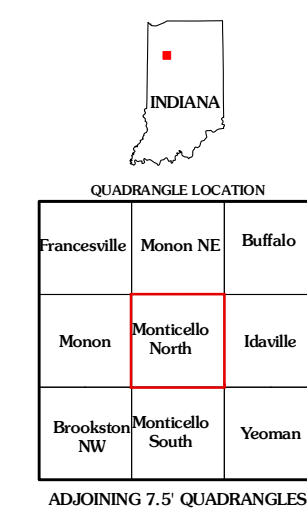 INDIANA
QUADRANGLE LOCATION
Francesville Monon NE Buffalo
Monon Monticello North Idaville
Brookston NW Monticello South Yeoman
ADJOINING 7.5' QUADRANGLES